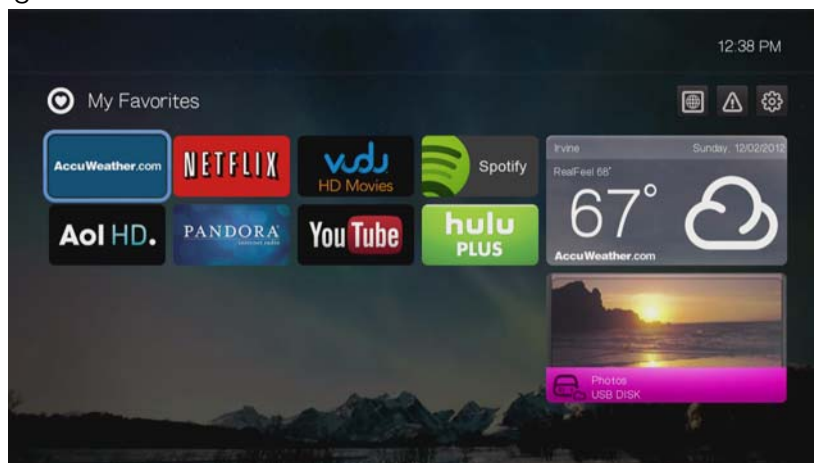 12:38 PM
My Favorites
AccuWeather.com
NETFLIX
vudu
HD Movies
Spotify
Aol HD.
PANDORA
internet radio
You Tube
hulu
PLUS
Irvine
Sunday, 12/02/2012
RealFeel 68°
67°
AccuWeather.com
Photos
USB DISK